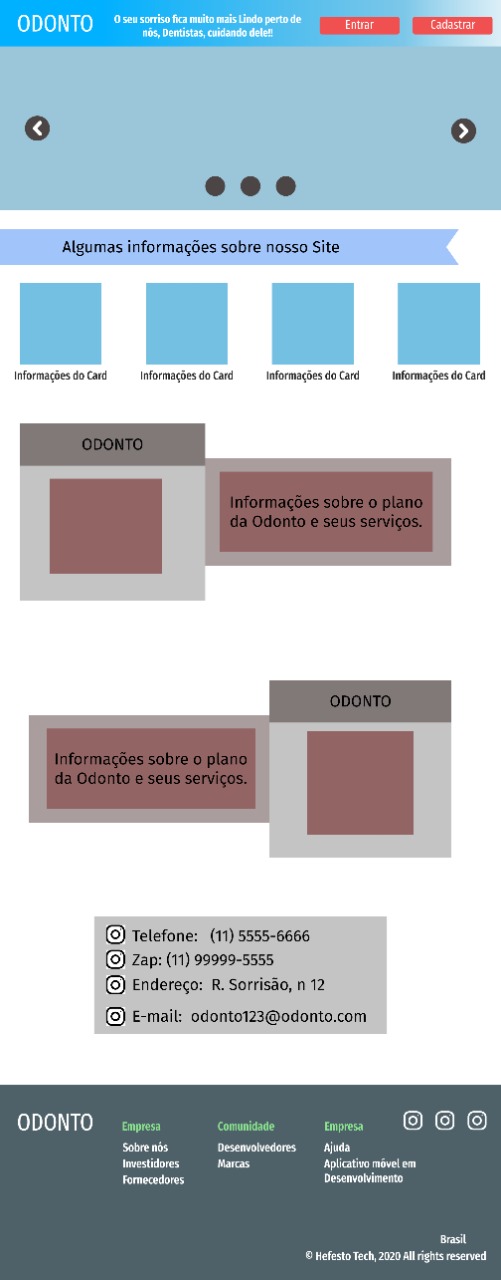 ODONTO
O seu sorriso fica muito mais Lindo perto de
nós, Dentistas, cuidando dele!!
Entrar
Cadastrar
Algumas informações sobre nosso Site
Informações do Card
Informações do Card
Informações do Card
Informações do Card
ODONTO
Informações sobre o plano
da Odonto e seus serviços.
ODONTO
Informações sobre o plano
da Odonto e seus serviços.
Telefone: (11) 5555-6666
Zap: (11) 99999-5555
Endereço: R. Sorrisão, n 12
E-mail: odonto123@odonto.com
ODONTO
Empresa
Sobre nós
Investidores
Fornecedores
Comunidade
Desenvolvedores
Marcas
Empresa
Ajuda
Aplicativo móvel em
Desenvolvimento
Brasil
© Hefesto Tech, 2020 All rights reserved